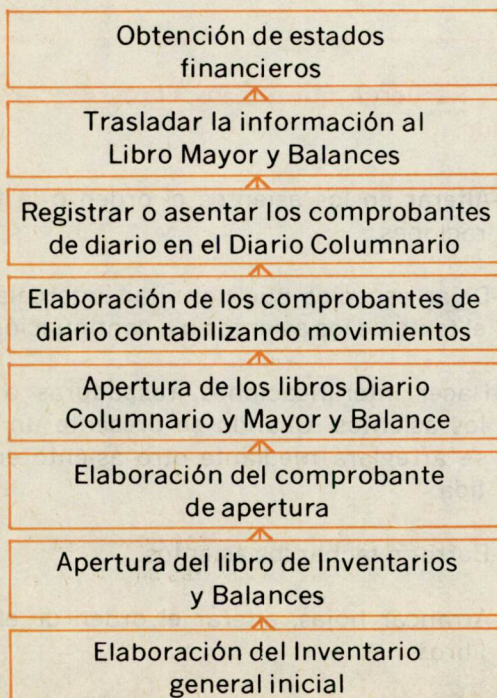 Obtención de estados
financieros
Trasladar la información al
Libro Mayor y Balances
Registrar o asentar los comprobantes
de diario en el Diario Columnario
Elaboración de los comprobantes de
diario contabilizando movimientos
Apertura de los libros Diario
Columnario y Mayor y Balance
Elaboración del comprobante
de apertura
Apertura del libro de Inventarios
y Balances
Elaboración del Inventario
general inicial